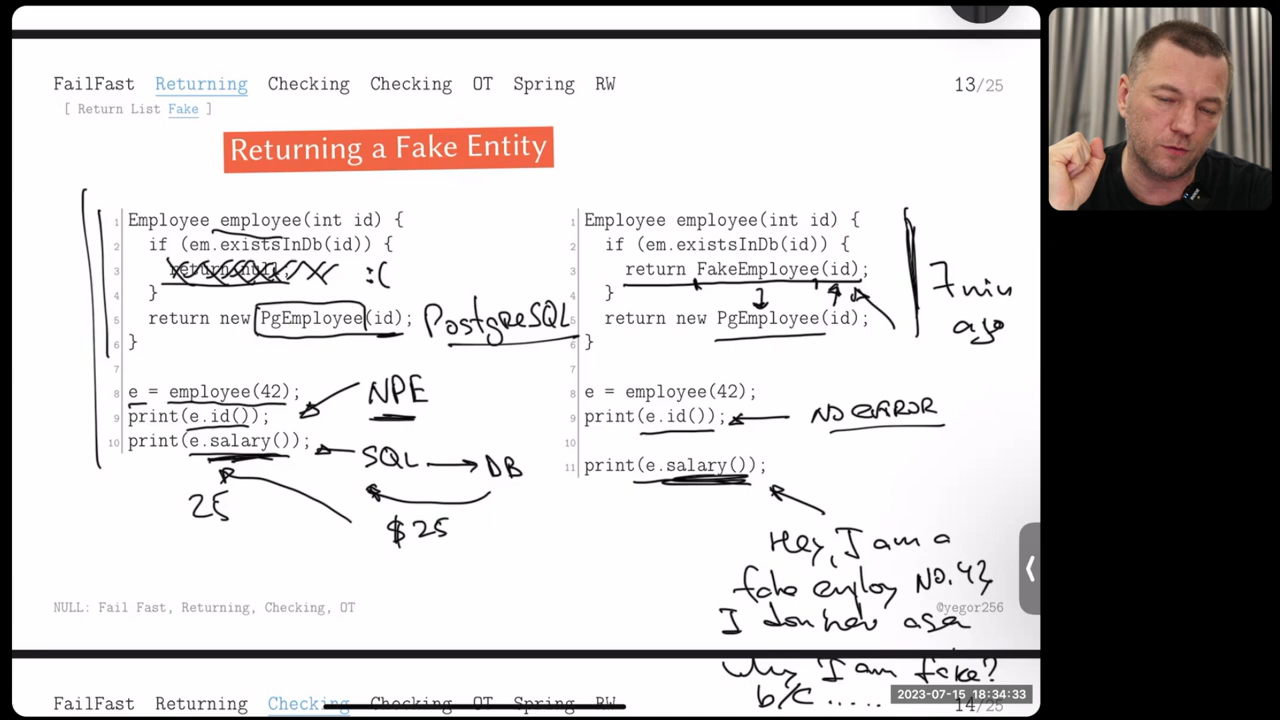 FailFast Returning Checking Checking OT Spring RW 13/25
[ Return List Fake ]
Returning a Fake Entity
1 Employee employee(int id) {
2 if (em.existsInDb(id)) {
3 return null; :(
4 }
5 return new PgEmployee(id); PostgreSQL
6 }
7
8 e = employee(42);
9 print(e.id());
10 print(e.salary());
NPE
SQL DB
25
$25
1 Employee employee(int id) {
2 if (em.existsInDb(id)) {
3 return FakeEmployee(id);
4 }
5 return new PgEmployee(id);
6 }
7
8 e = employee(42);
9 print(e.id());
10
11 print(e.salary());
7 min
ago
NO ERROR
Hey, I am a
fake employ NO.42,
I
why I am fake?
b/c .....
NULL: Fail Fast, Returning, Checking, OT
@yegor256
FailFast Returning Checking Checking OT Spring RW 14/25
2023-07-15 18:34:33